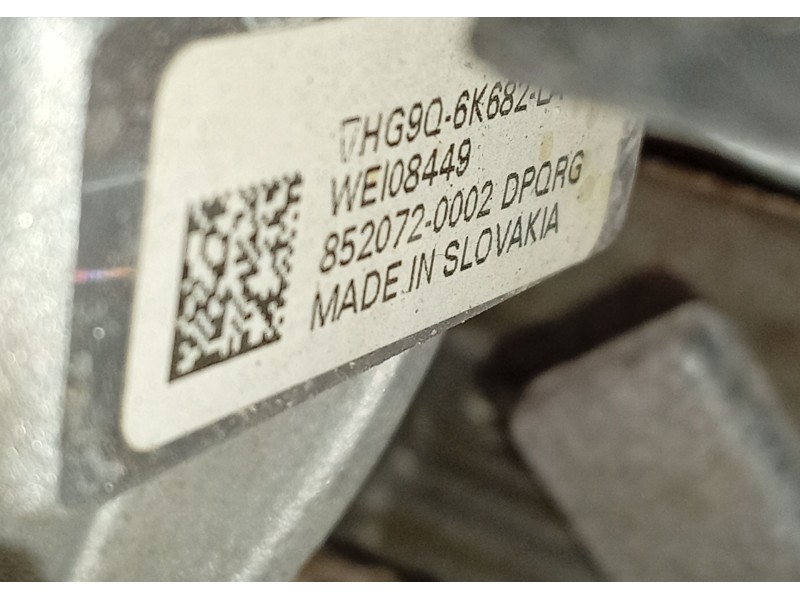 HG9Q-6K682-
WEI08449
852072-0002 DPQRG
MADE IN SLOVAKIA